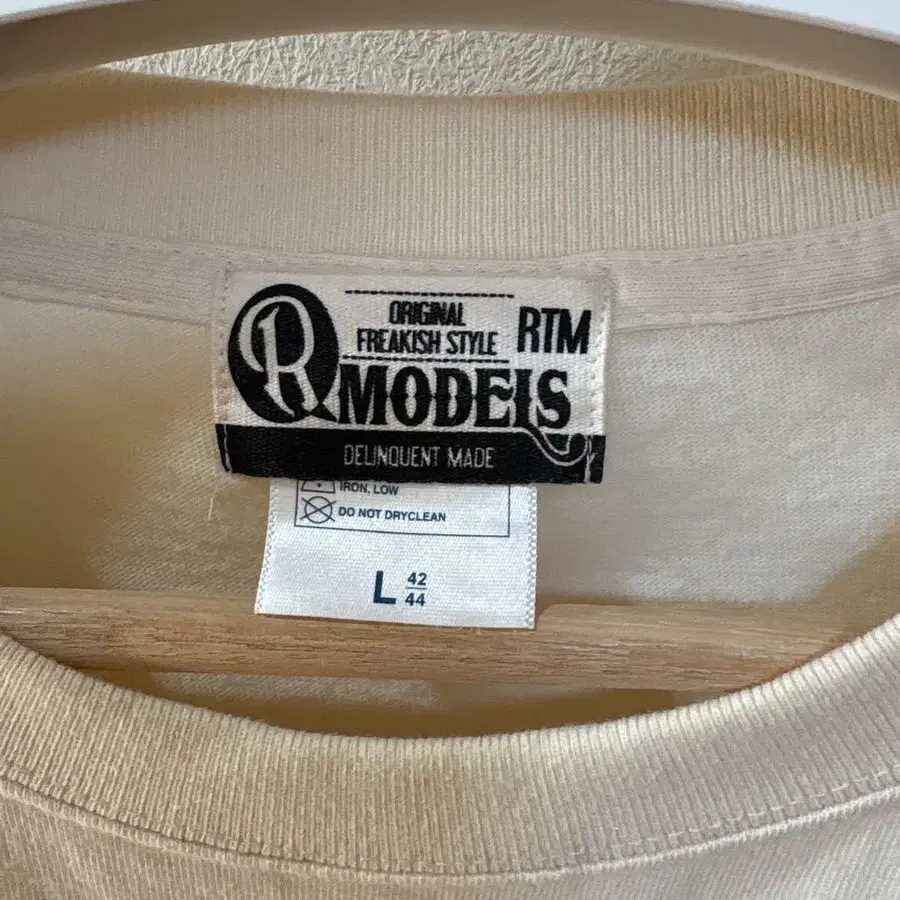 R
ORIGINAL
FREAKISH STYLE
RTM
MODELS
DELINQUENT MADE
IRON, LOW
DO NOT DRYCLEAN
L 42
44